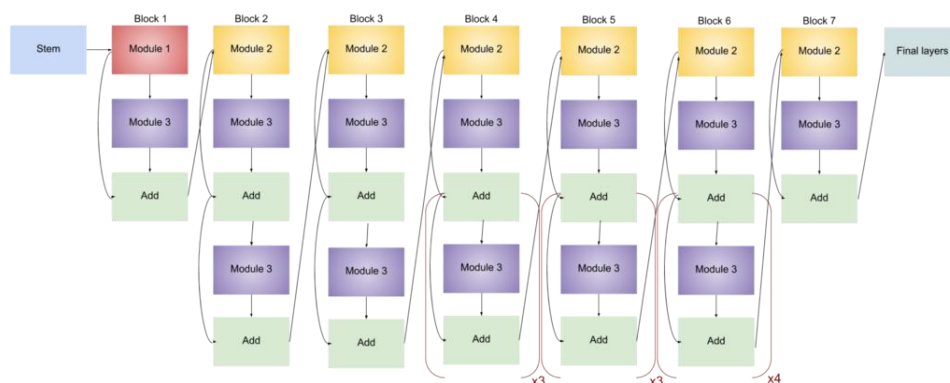 Block 1
Block 2
Block 3
Block 4
Block 5
Block 6
Block 7
Stem
Module 1
Module 2
Module 2
Module 2
Module 2
Module 2
Module 2
Final layers
Module 3
Module 3
Module 3
Module 3
Module 3
Module 3
Module 3
Add
Add
Add
Add
Add
Add
Add
Module 3
Module 3
Module 3
Module 3
Module 3
Add
Add
Add
Add
Add
x3
x3
x4